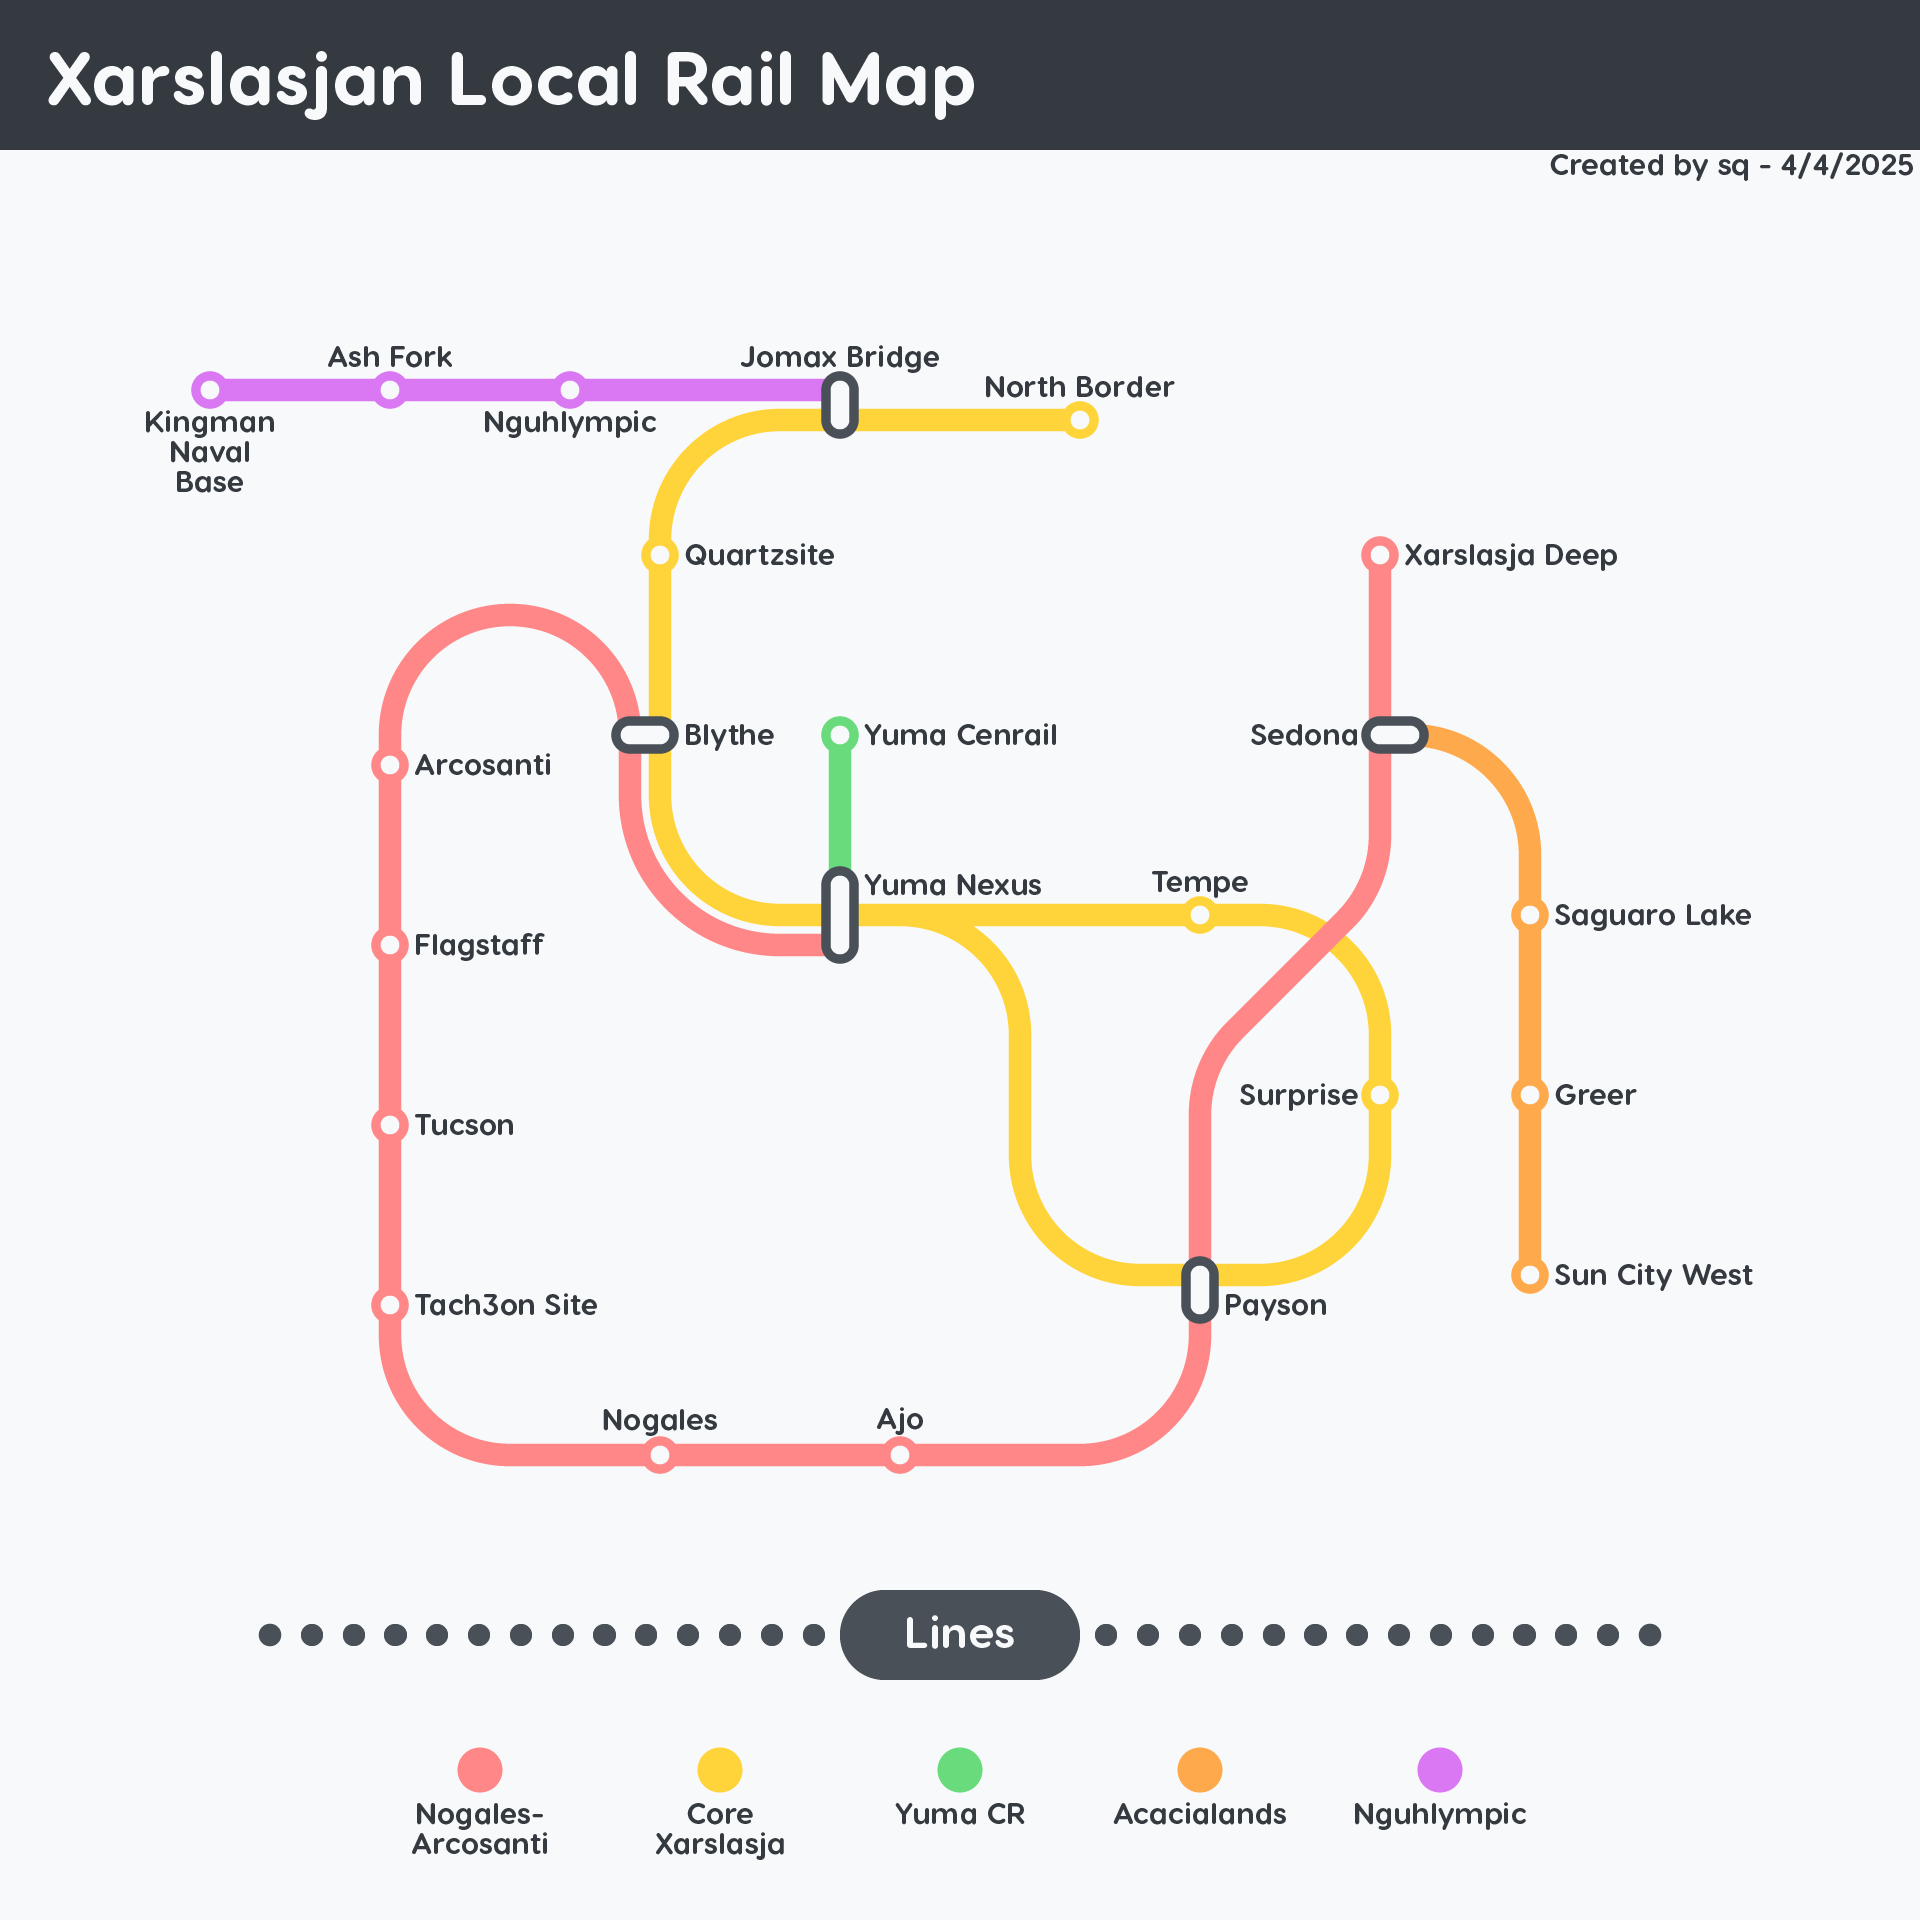 Xarslasjan Local Rail Map
Created by sq - 4/4/2025
Ash Fork
Jomax Bridge
North Border
Kingman
Naval
Base
Nguhlympic
Quartzsite
Xarslasja Deep
Blythe
Yuma Cenrail
Sedona
Arcosanti
Yuma Nexus
Tempe
Saguaro Lake
Flagstaff
Surprise
Greer
Tucson
Sun City West
Tach3on Site
Payson
Nogales
Ajo
Lines
Nogales-
Arcosanti
Core
Xarslasja
Yuma CR
Acacialands
Nguhlympic